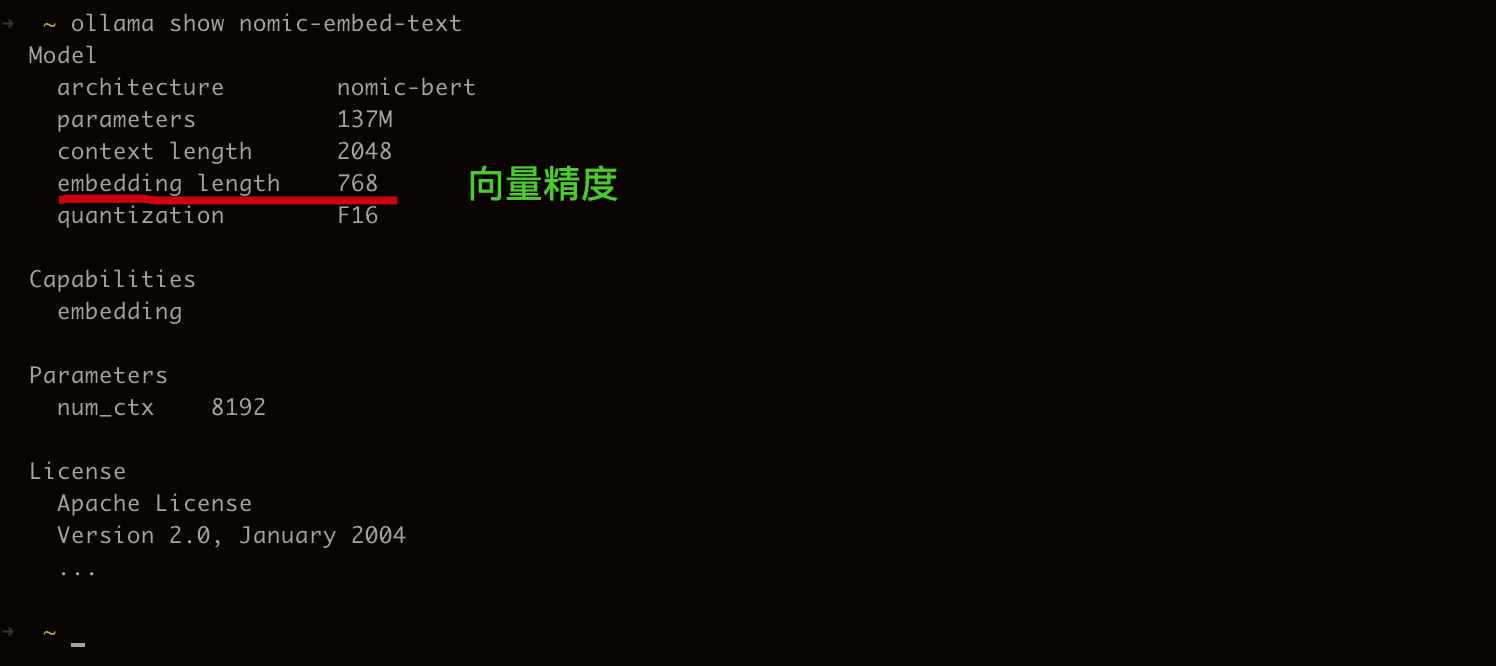 → ~ ollama show nomic-embed-text
Model
architecture nomic-bert
parameters 137M
context length 2048
embedding length 768 向量精度
quantization F16
Capabilities
embedding
Parameters
num_ctx 8192
License
Apache License
Version 2.0, January 2004
...
→ ~ _